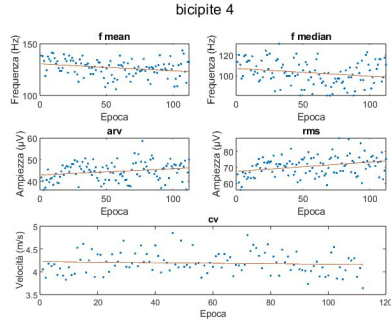 bicipite 4
f mean
f median
Frequenza (Hz)
150
100
0
50
100
Epoca
Frequenza (Hz)
120
100
0
50
100
Epoca
arv
rms
Ampiezza (µV)
60
50
40
0
50
100
Epoca
Ampiezza (µV)
80
70
60
0
50
100
Epoca
cv
Velocità (m/s)
5
4.5
4
3.5
0
20
40
60
80
100
120
Epoca